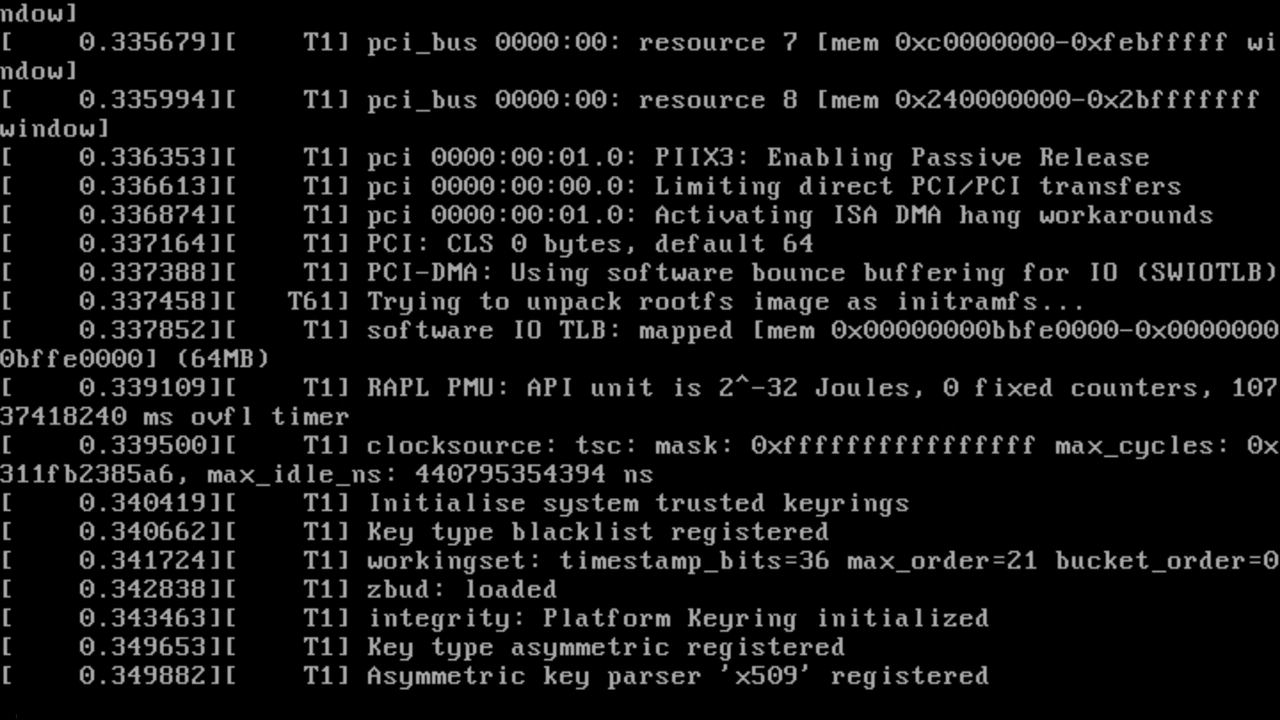 ndow]
[    0.335679][    T1] pci_bus 0000:00: resource 7 [mem 0xc0000000-0xfebfffff wi
ndow]
[    0.335994][    T1] pci_bus 0000:00: resource 8 [mem 0x240000000-0x2bfffffff
window]
[    0.336353][    T1] pci 0000:00:01.0: PIIX3: Enabling Passive Release
[    0.336613][    T1] pci 0000:00:00.0: Limiting direct PCI/PCI transfers
[    0.336874][    T1] pci 0000:00:01.0: Activating ISA DMA hang workarounds
[    0.337164][    T1] PCI: CLS 0 bytes, default 64
[    0.337388][    T1] PCI-DMA: Using software bounce buffering for IO (SWIOTLB)
[    0.337458][   T61] Trying to unpack rootfs image as initramfs...
[    0.337852][    T1] software IO TLB: mapped [mem 0x00000000bbfe0000-0x0000000
0bffe0000] (64MB)
[    0.339109][    T1] RAPL PMU: API unit is 2^-32 Joules, 0 fixed counters, 107
37418240 ms ovfl timer
[    0.339500][    T1] clocksource: tsc: mask: 0xffffffffffffffff max_cycles: 0x
311fb2385a6, max_idle_ns: 440795354394 ns
[    0.340419][    T1] Initialise system trusted keyrings
[    0.340662][    T1] Key type blacklist registered
[    0.341724][    T1] workingset: timestamp_bits=36 max_order=21 bucket_order=0
[    0.342838][    T1] zbud: loaded
[    0.343463][    T1] integrity: Platform Keyring initialized
[    0.349653][    T1] Key type asymmetric registered
[    0.349882][    T1] Asymmetric key parser 'x509' registered